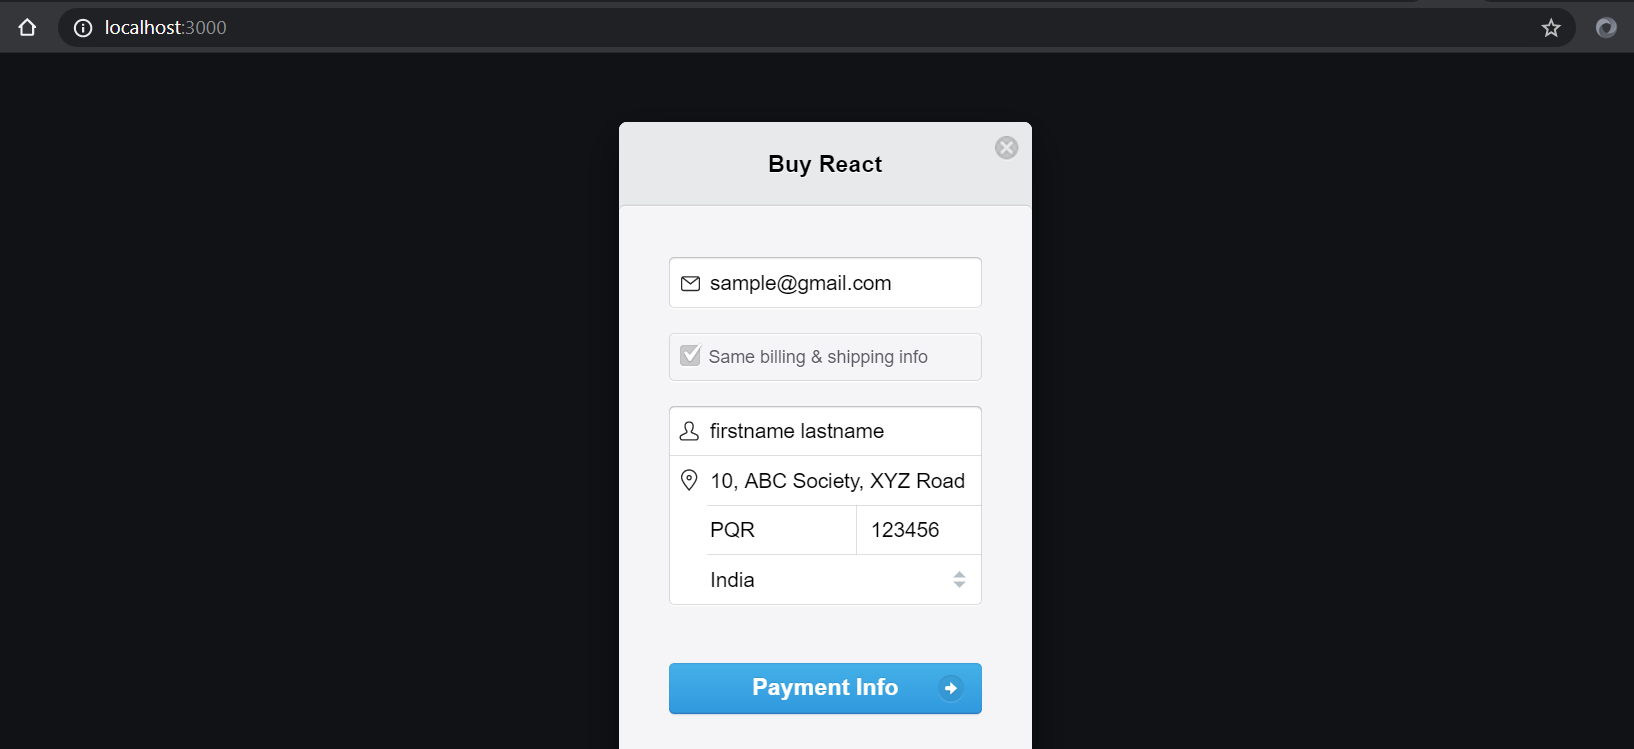 localhost:3000
Buy React
sample@gmail.com
Same billing & shipping info
firstname lastname
10, ABC Society, XYZ Road
PQR 123456
India
Payment Info